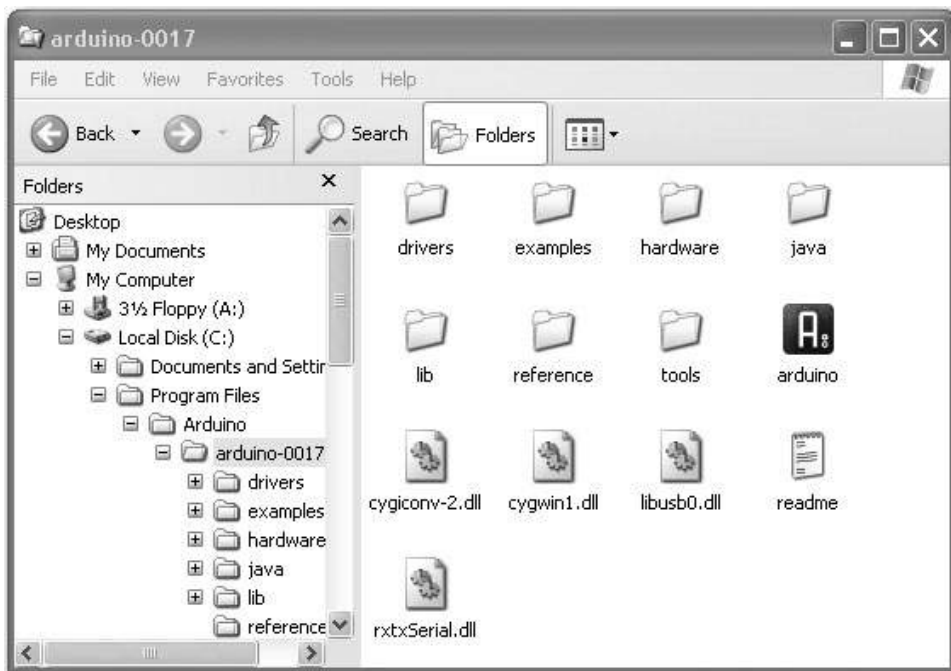 arduino-0017
File Edit View Favorites Tools Help
Back Search Folders
Folders
Desktop
My Documents
My Computer
3½ Floppy (A:)
Local Disk (C:)
Documents and Settir
Program Files
Arduino
arduino-0017
drivers
examples
hardware
java
lib
reference
drivers examples hardware java
lib reference tools arduino
cygiconv-2.dll cygwin1.dll libusb0.dll readme
rxtxSerial.dll